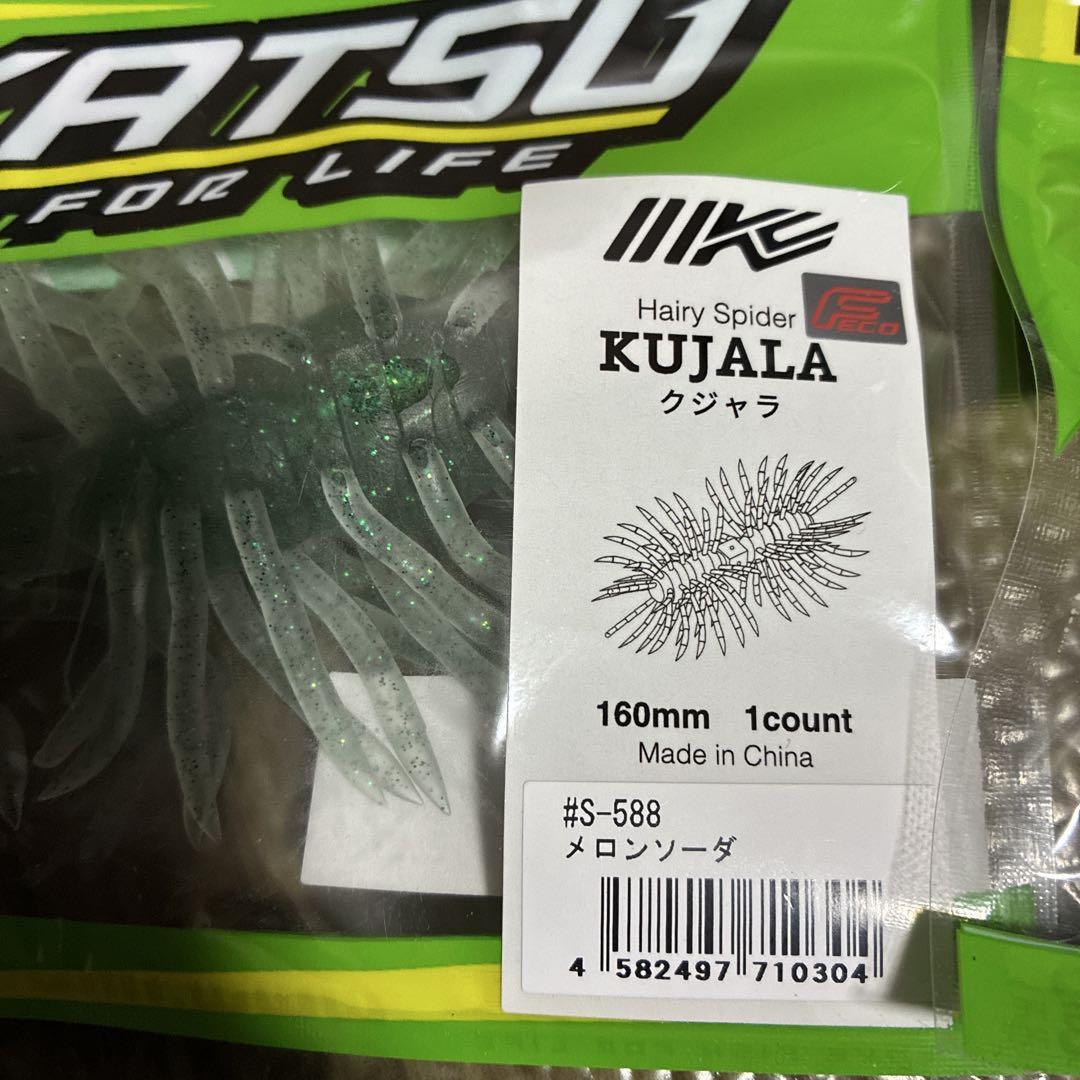 KATSU
FOR LIFE
IK
FECO
Hairy Spider
KUJALA
クジャラ
160mm 1count
Made in China
#S-588
メロンソーダ
4 582497 710304